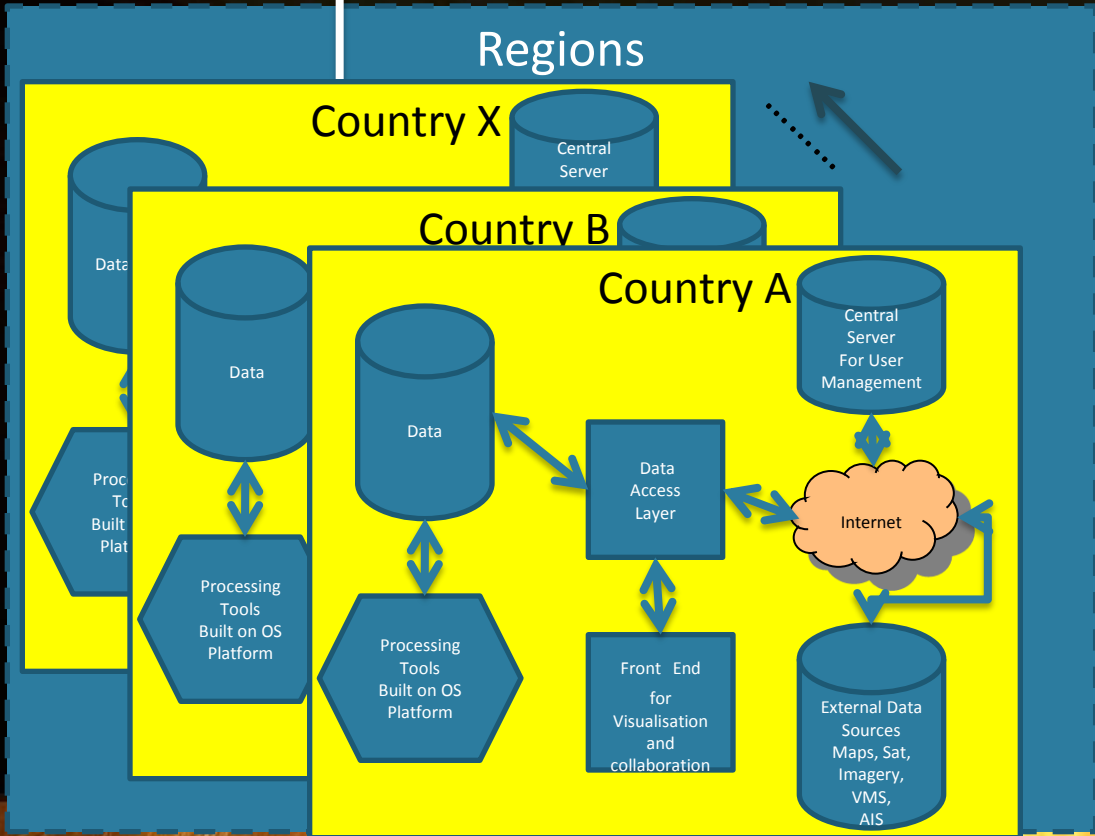 Regions
Country X
Central
Server
Data
Country B
Data
Processing
Tools
Built on OS
Platform
Country A
Central
Server
For User
Management
Data
Data
Access
Layer
Internet
Processing
Tools
Built on OS
Platform
Front End
for
Visualisation
and
collaboration
External Data
Sources
Maps, Sat,
Imagery,
VMS,
AIS